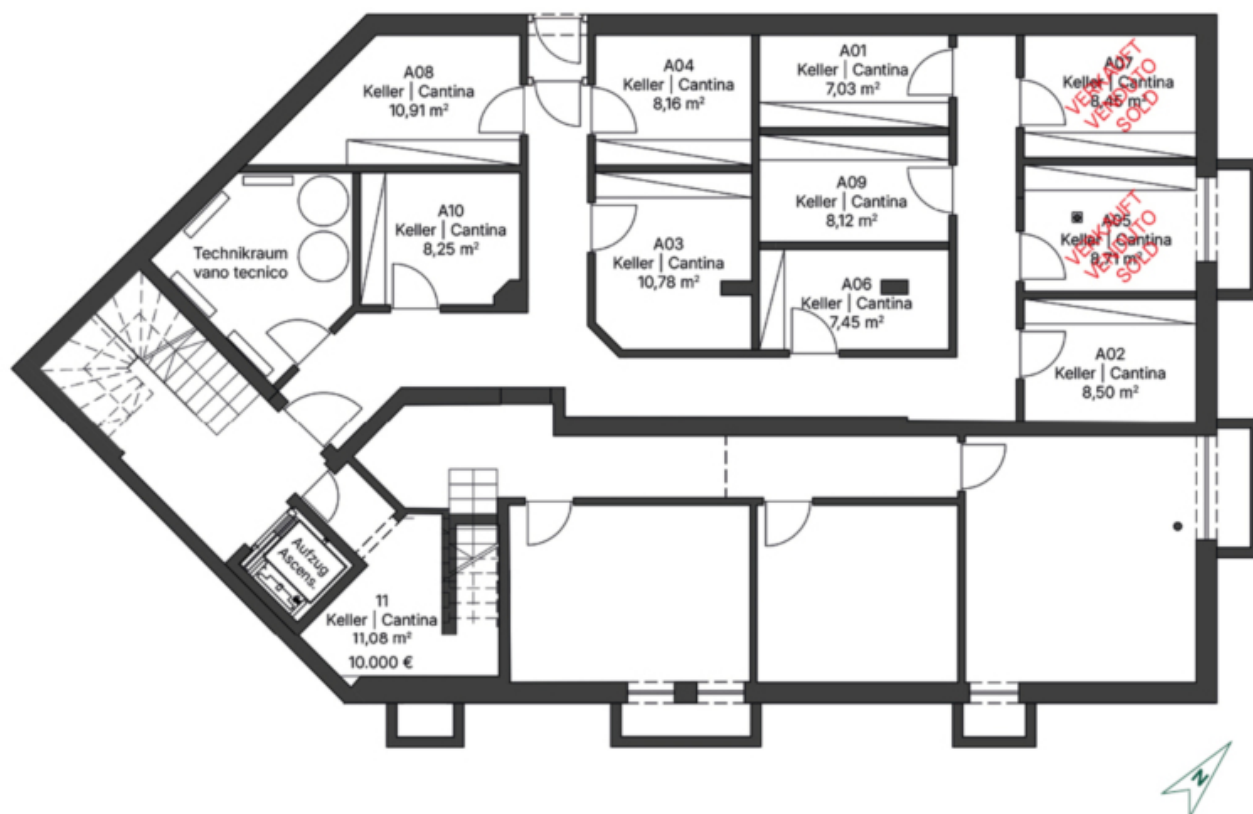 A08
Keller | Cantina
10,91 m²
A04
Keller | Cantina
8,16 m²
A01
Keller | Cantina
7,03 m²
A07
Keller | Cantina
8,45 m²
VERKAUFT
VENDUTO
SOLD
Technikraum
vano tecnico
A10
Keller | Cantina
8,25 m²
A03
Keller | Cantina
10,78 m²
A09
Keller | Cantina
8,12 m²
A05
Keller | Cantina
8,71 m²
VERKAUFT
VENDUTO
SOLD
A06
Keller | Cantina
7,45 m²
A02
Keller | Cantina
8,50 m²
Aufzug
Ascens.
11
Keller | Cantina
11,08 m²
10.000 €
N